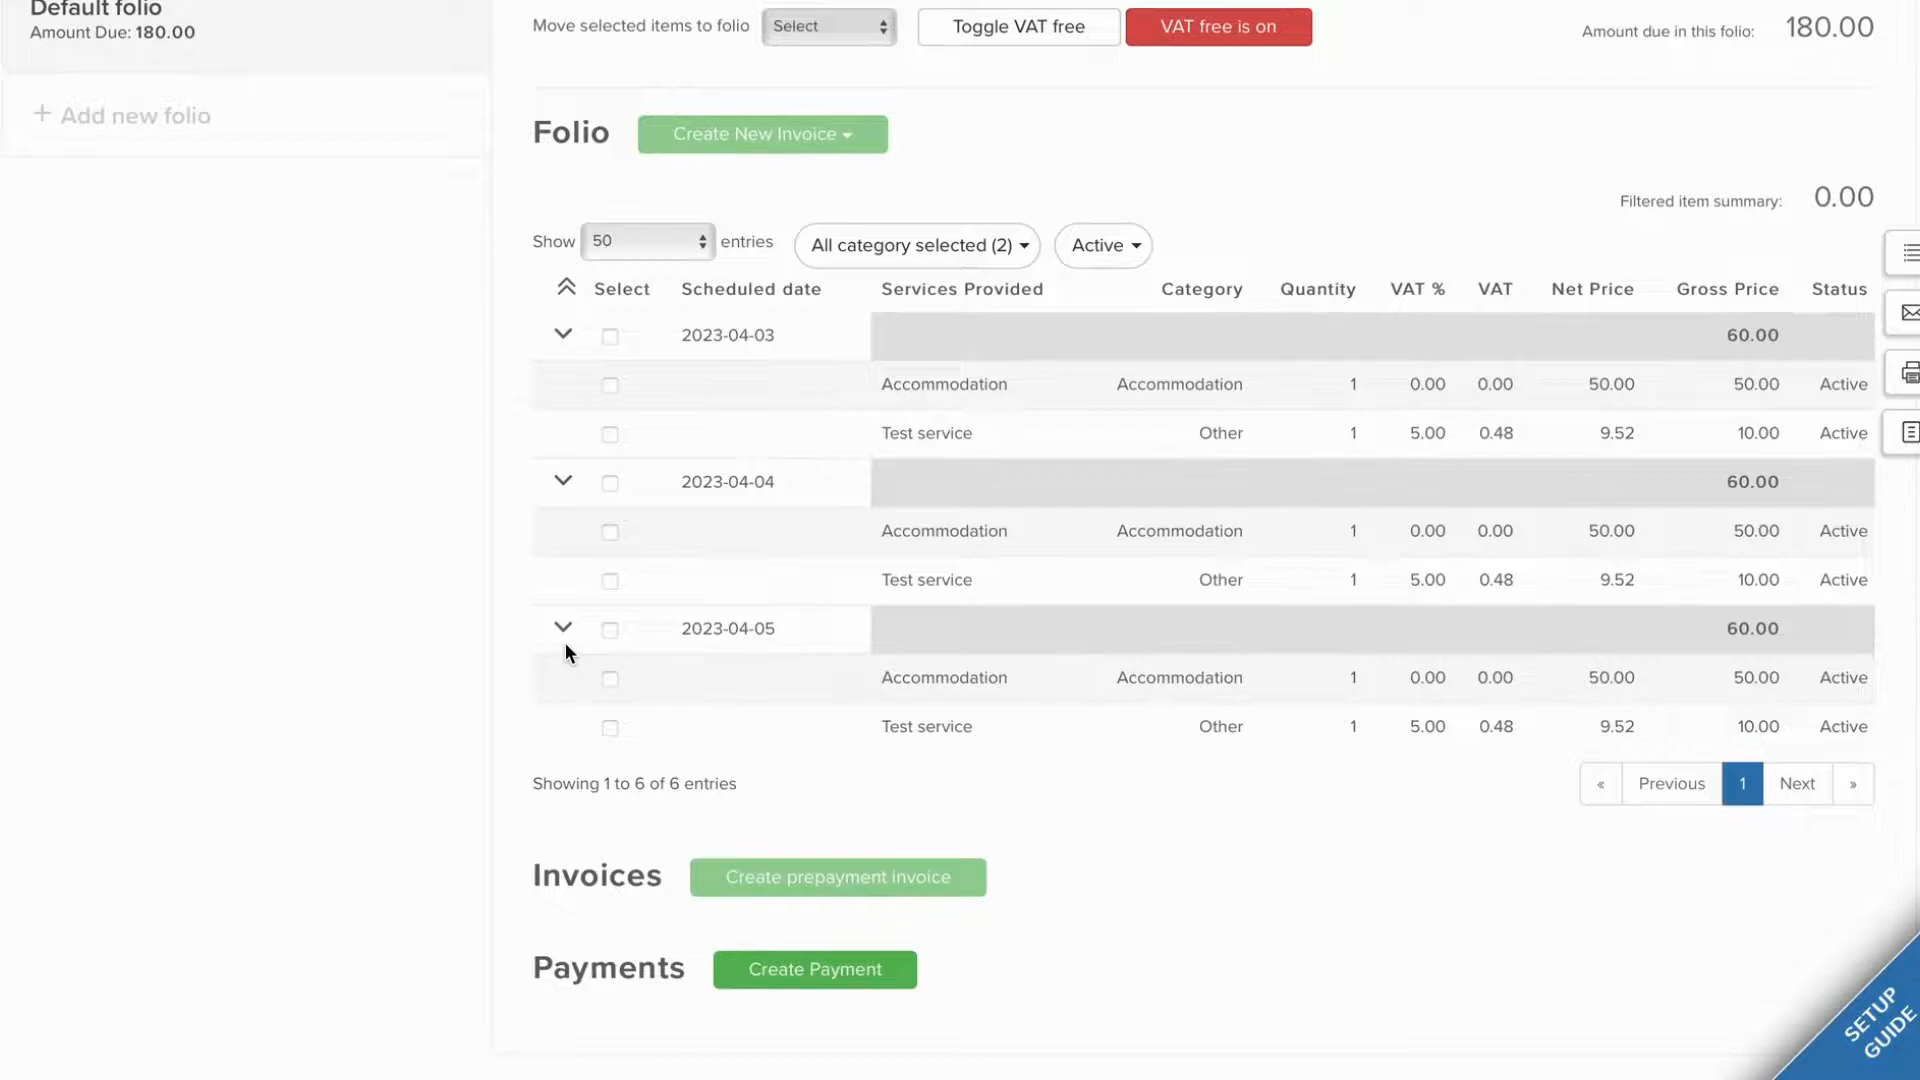 Default folio
Amount Due: 180.00
+ Add new folio
Move selected items to folio Select Toggle VAT free VAT free is on Amount due in this folio: 180.00
Folio Create New Invoice
Filtered item summary: 0.00
Show 50 entries All category selected (2) Active
Select Scheduled date Services Provided Category Quantity VAT % VAT Net Price Gross Price Status
2023-04-03 60.00
Accommodation Accommodation 1 0.00 0.00 50.00 50.00 Active
Test service Other 1 5.00 0.48 9.52 10.00 Active
2023-04-04 60.00
Accommodation Accommodation 1 0.00 0.00 50.00 50.00 Active
Test service Other 1 5.00 0.48 9.52 10.00 Active
2023-04-05 60.00
Accommodation Accommodation 1 0.00 0.00 50.00 50.00 Active
Test service Other 1 5.00 0.48 9.52 10.00 Active
Showing 1 to 6 of 6 entries « Previous 1 Next »
Invoices Create prepayment invoice
Payments Create Payment
SETUP
GUIDE